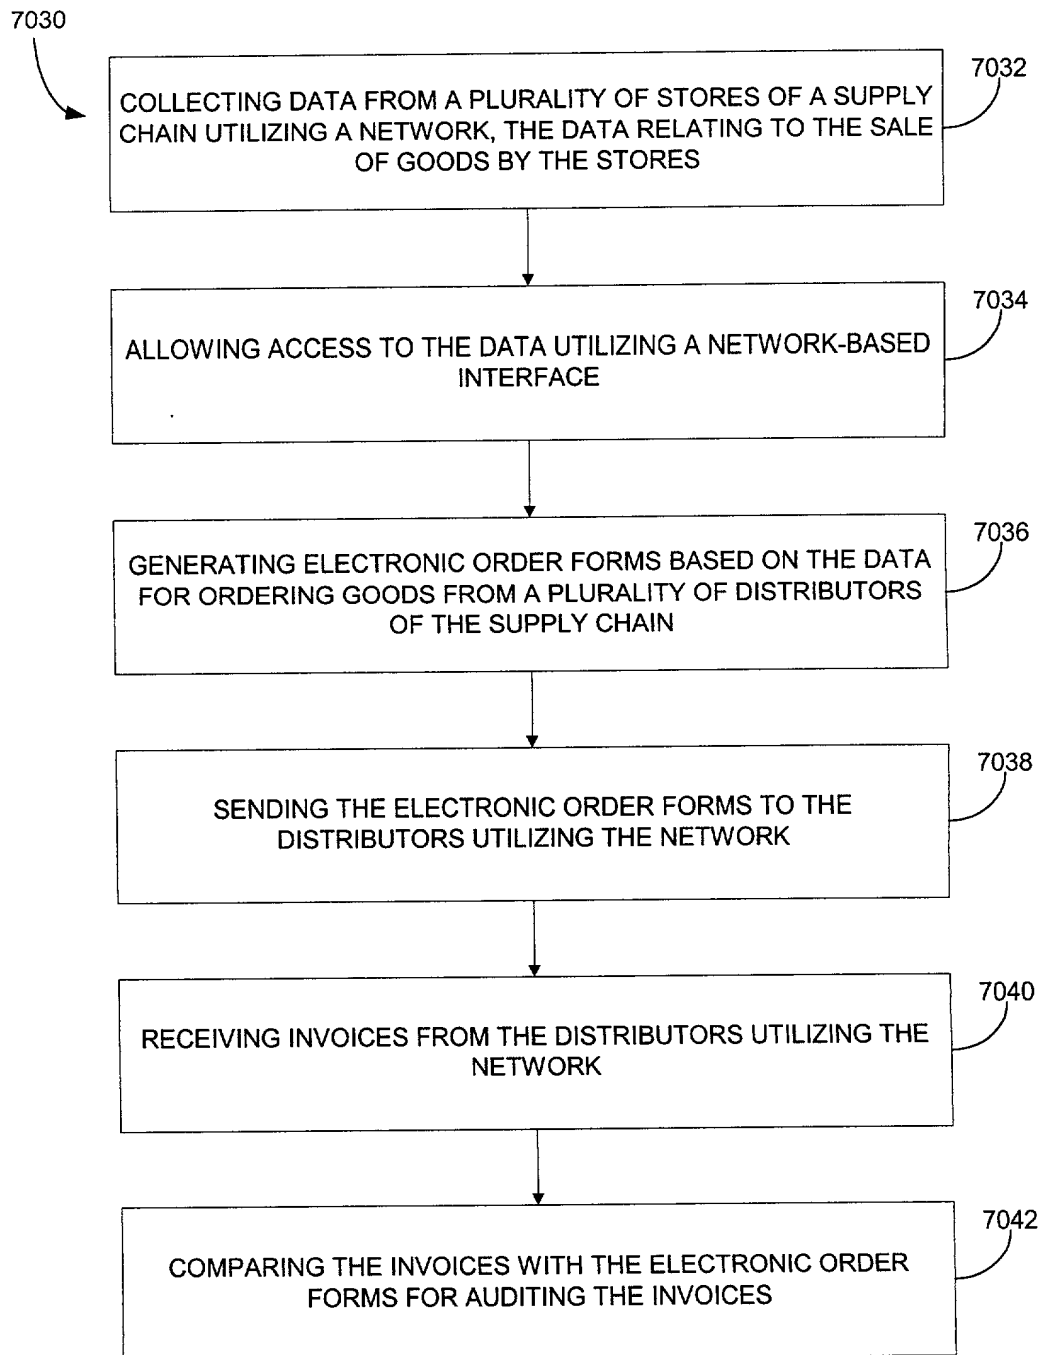 7030
7032
COLLECTING DATA FROM A PLURALITY OF STORES OF A SUPPLY
CHAIN UTILIZING A NETWORK, THE DATA RELATING TO THE SALE
OF GOODS BY THE STORES
7034
ALLOWING ACCESS TO THE DATA UTILIZING A NETWORK-BASED
INTERFACE
7036
GENERATING ELECTRONIC ORDER FORMS BASED ON THE DATA
FOR ORDERING GOODS FROM A PLURALITY OF DISTRIBUTORS
OF THE SUPPLY CHAIN
7038
SENDING THE ELECTRONIC ORDER FORMS TO THE
DISTRIBUTORS UTILIZING THE NETWORK
7040
RECEIVING INVOICES FROM THE DISTRIBUTORS UTILIZING THE
NETWORK
7042
COMPARING THE INVOICES WITH THE ELECTRONIC ORDER
FORMS FOR AUDITING THE INVOICES